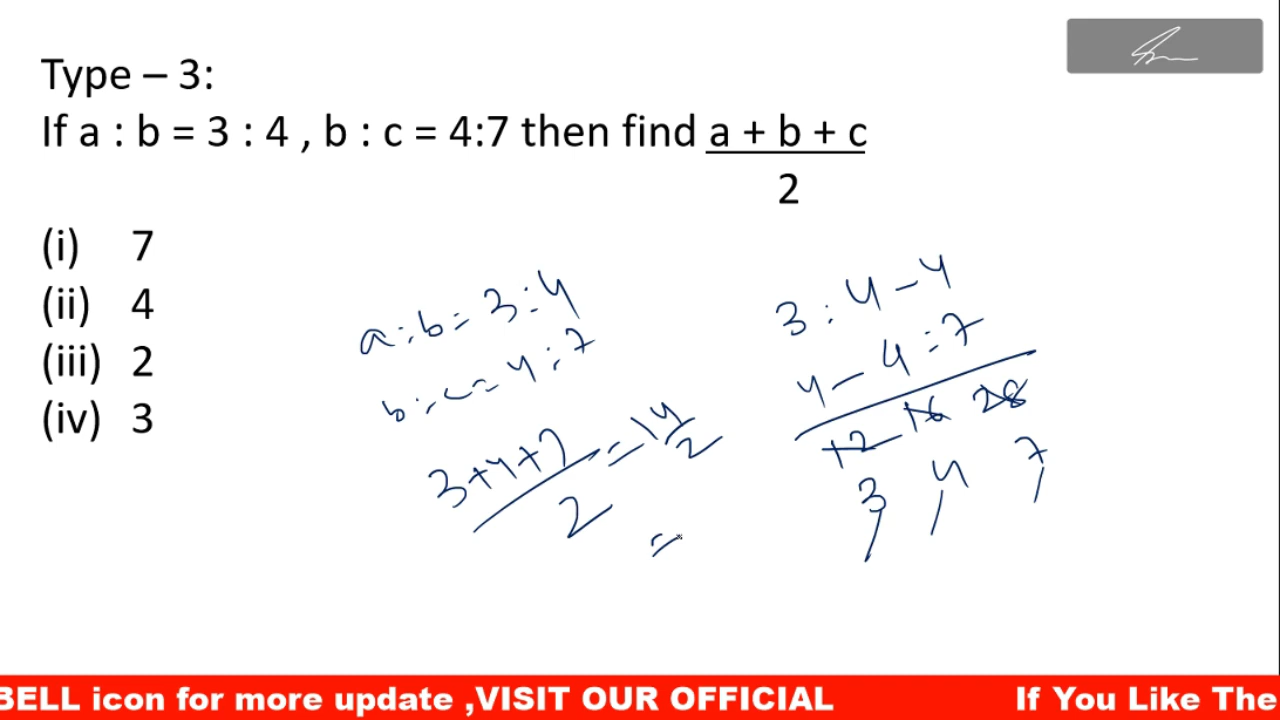 Type – 3:
If a : b = 3 : 4 , b : c = 4:7 then find a + b + c
2
(i) 7
(ii) 4
(iii) 2
(iv) 3
a : b = 3 : 4
b : c = 4 : 7
3+4+7 = 14
2 2
=
3 : 4 – 4
4 – 4 : 7
12 16 28
3 4 7
BELL icon for more update ,VISIT OUR OFFICIAL If You Like The